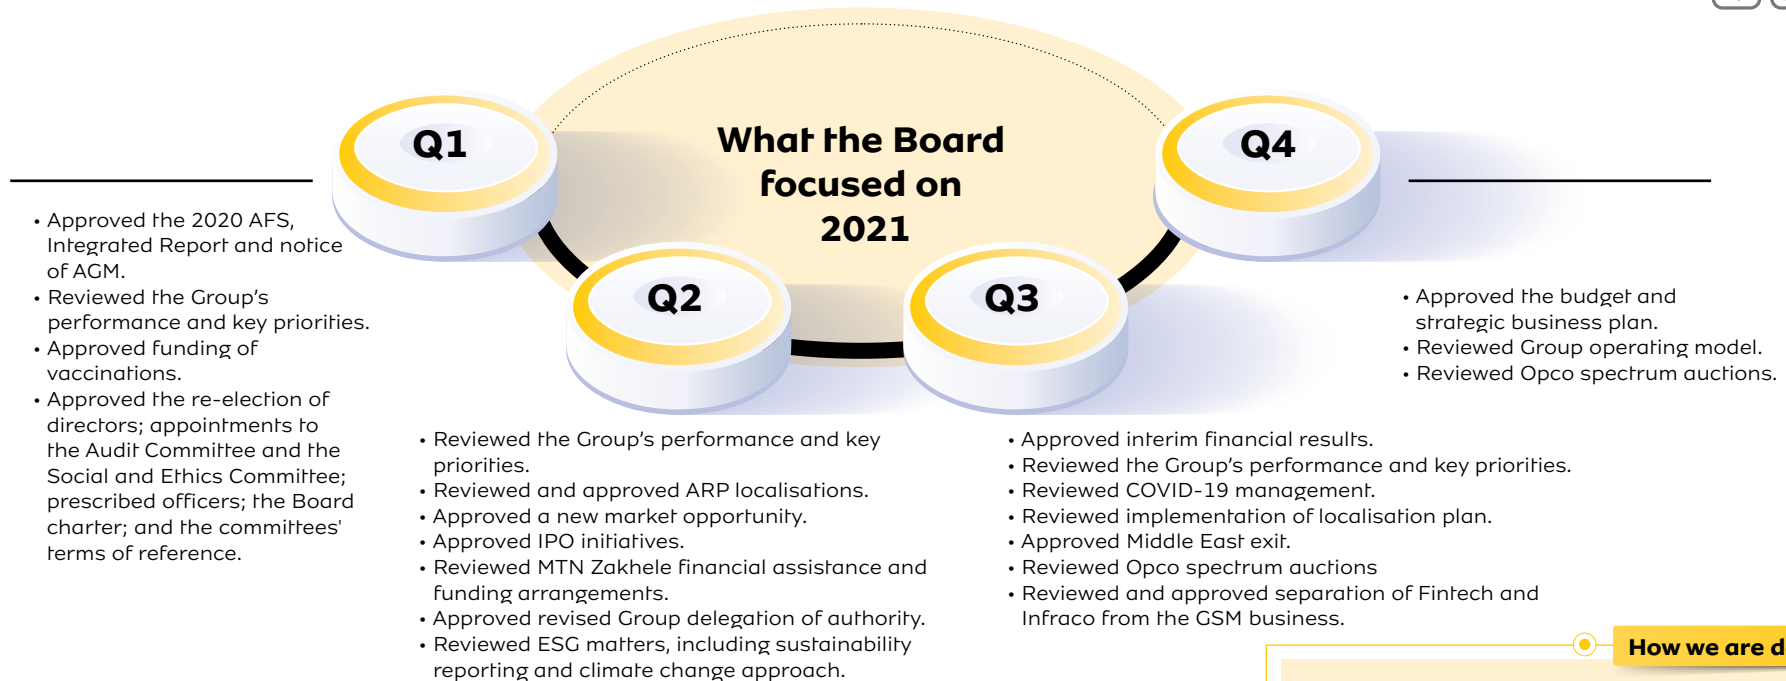 What the Board
focused on
2021
Q1
• Approved the 2020 AFS,
Integrated Report and notice
of AGM.
• Reviewed the Group's
performance and key priorities.
• Approved funding of
vaccinations.
• Approved the re-election of
directors; appointments to
the Audit Committee and the
Social and Ethics Committee;
prescribed officers; the Board
charter; and the committees'
terms of reference.
Q2
• Reviewed the Group's performance and key
priorities.
• Reviewed and approved ARP localisations.
• Approved a new market opportunity.
• Approved IPO initiatives.
• Reviewed MTN Zakhele financial assistance and
funding arrangements.
• Approved revised Group delegation of authority.
• Reviewed ESG matters, including sustainability
reporting and climate change approach.
Q3
• Approved interim financial results.
• Reviewed the Group's performance and key priorities.
• Reviewed COVID-19 management.
• Reviewed implementation of localisation plan.
• Approved Middle East exit.
• Reviewed Opco spectrum auctions
• Reviewed and approved separation of Fintech and
Infraco from the GSM business.
Q4
• Approved the budget and
strategic business plan.
• Reviewed Group operating model.
• Reviewed Opco spectrum auctions.
How we are